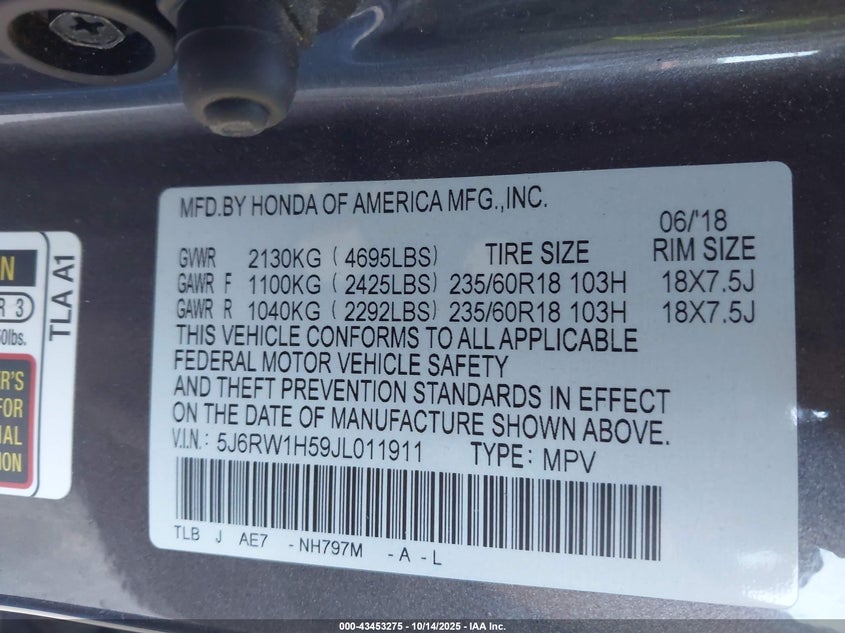 MFD.BY HONDA OF AMERICA MFG.,INC.
06/'18
GVWR 2130KG ( 4695LBS) TIRE SIZE RIM SIZE
GAWR F 1100KG ( 2425LBS) 235/60R18 103H 18X7.5J
GAWR R 1040KG ( 2292LBS) 235/60R18 103H 18X7.5J
THIS VEHICLE CONFORMS TO ALL APPLICABLE
FEDERAL MOTOR VEHICLE SAFETY
AND THEFT PREVENTION STANDARDS IN EFFECT
ON THE DATE OF MANUFACTURE SHOWN ABOVE.
V.I.N.: 5J6RW1H59JL011911 TYPE: MPV
TLB J AE7 -NH797M -A -L
TLA A1
R 3
0lbs.
FOR
000-43453275 - 10/14/2025 - IAA Inc.